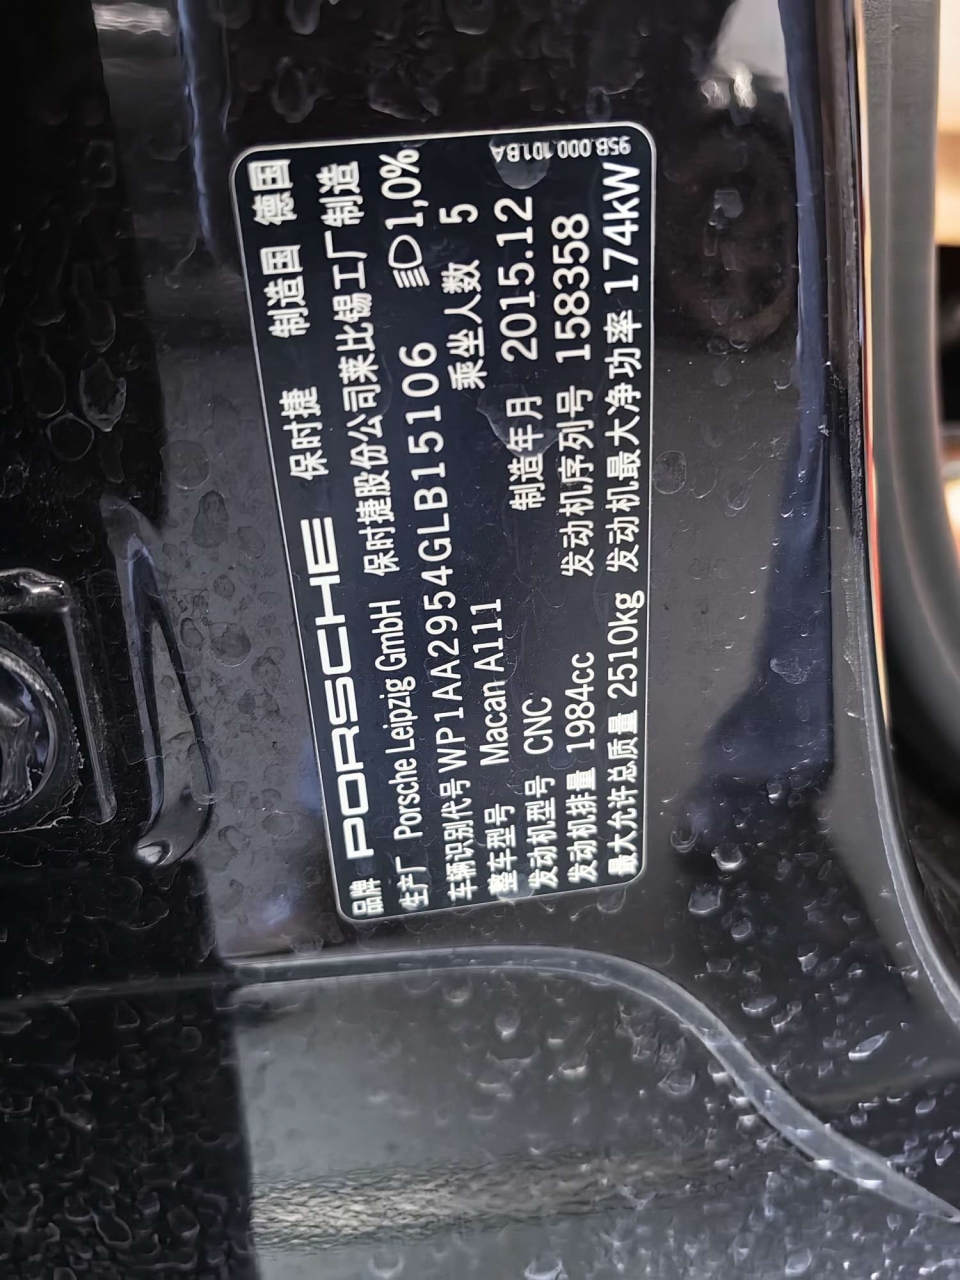 品牌 PORSCHE 保时捷 制造国 德国
生产厂 Porsche Leipzig GmbH 保时捷股份公司莱比锡工厂制造
车辆识别代号 WP1AA2954GLB15106 1,0%
整车型号 Macan A111 乘坐人数 5
发动机型号 CNC 制造年月 2015.12
发动机排量 1984cc 发动机序列号 158358
最大允许总质量 2510kg 发动机最大净功率 174kW
95B.000.101.BA